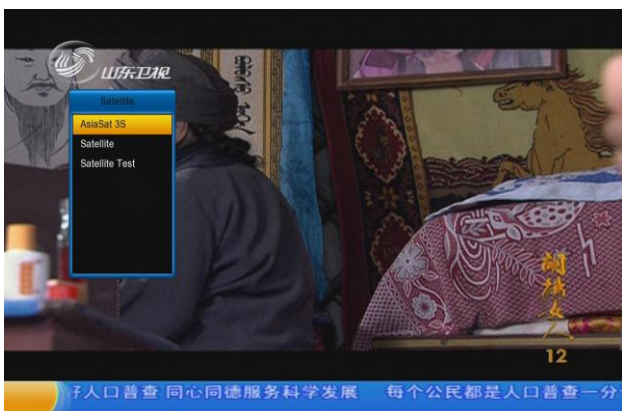 山东卫视
Satellite
AsiaSat 3S
Satellite
Satellite Test
胡狼女人
12
人口普查 同心同德服务科学发展 每个公民都是人口普查一分